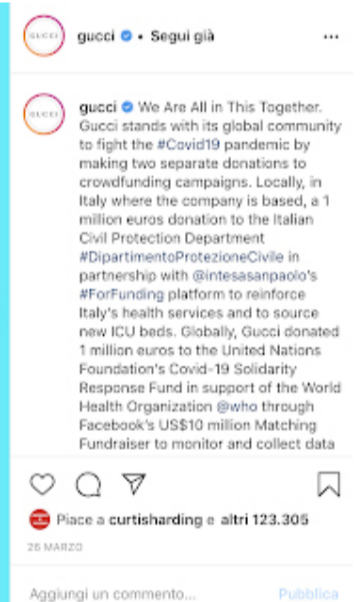 GUCCI
gucci • Segui già
...
GUCCI
gucci We Are All in This Together.
Gucci stands with its global community
to fight the #Covid19 pandemic by
making two separate donations to
crowdfunding campaigns. Locally, in
Italy where the company is based, a 1
million euros donation to the Italian
Civil Protection Department
#DipartimentoProtezioneCivile in
partnership with @intesasanpaolo's
#ForFunding platform to reinforce
Italy's health services and to source
new ICU beds. Globally, Gucci donated
1 million euros to the United Nations
Foundation's Covid-19 Solidarity
Response Fund in support of the World
Health Organization @who through
Facebook's US$10 million Matching
Fundraiser to monitor and collect data
Piace a curtisharding e altri 123.305
26 MARZO
Aggiungi un commento... Pubblica